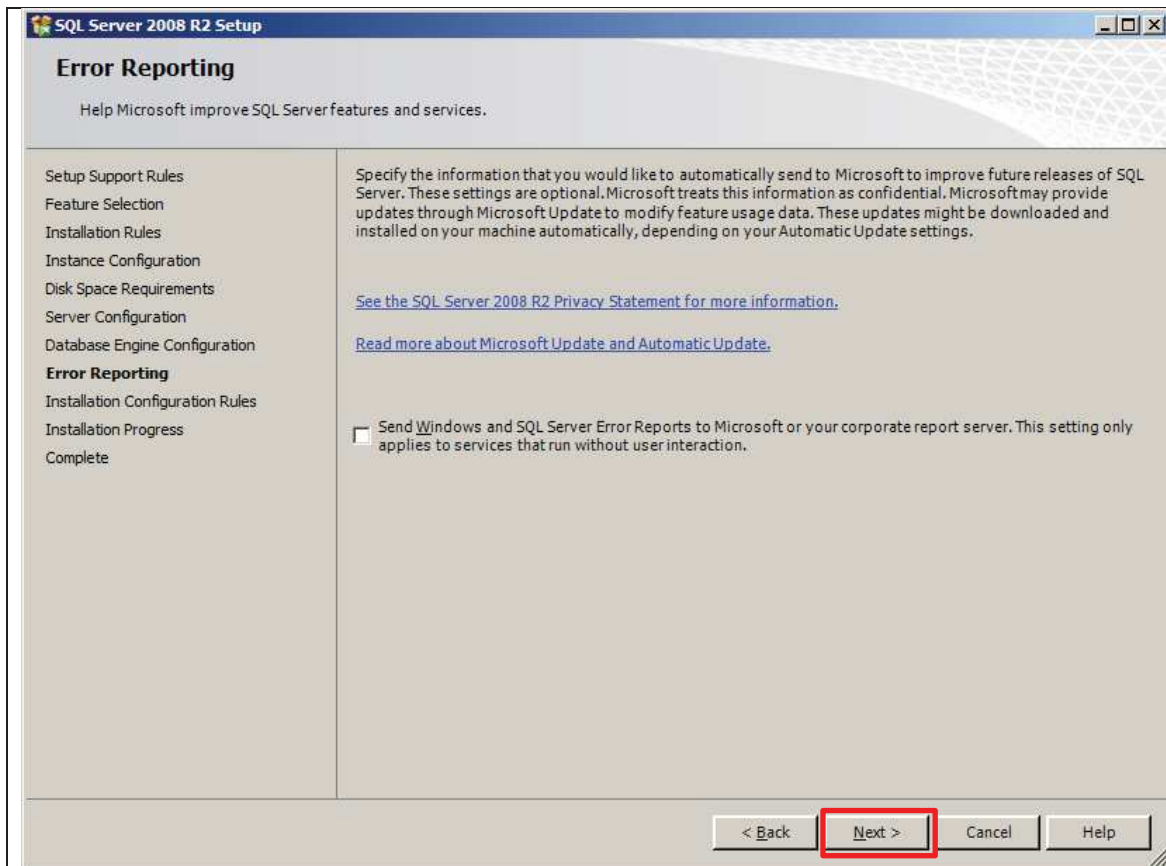 SQL Server 2008 R2 Setup
Error Reporting
Help Microsoft improve SQL Server features and services.
Setup Support Rules
Feature Selection
Installation Rules
Instance Configuration
Disk Space Requirements
Server Configuration
Database Engine Configuration
Error Reporting
Installation Configuration Rules
Installation Progress
Complete
Specify the information that you would like to automatically send to Microsoft to improve future releases of SQL
Server. These settings are optional. Microsoft treats this information as confidential. Microsoft may provide
updates through Microsoft Update to modify feature usage data. These updates might be downloaded and
installed on your machine automatically, depending on your Automatic Update settings.
See the SQL Server 2008 R2 Privacy Statement for more information.
Read more about Microsoft Update and Automatic Update.
Send Windows and SQL Server Error Reports to Microsoft or your corporate report server. This setting only
applies to services that run without user interaction.
< Back Next > Cancel Help